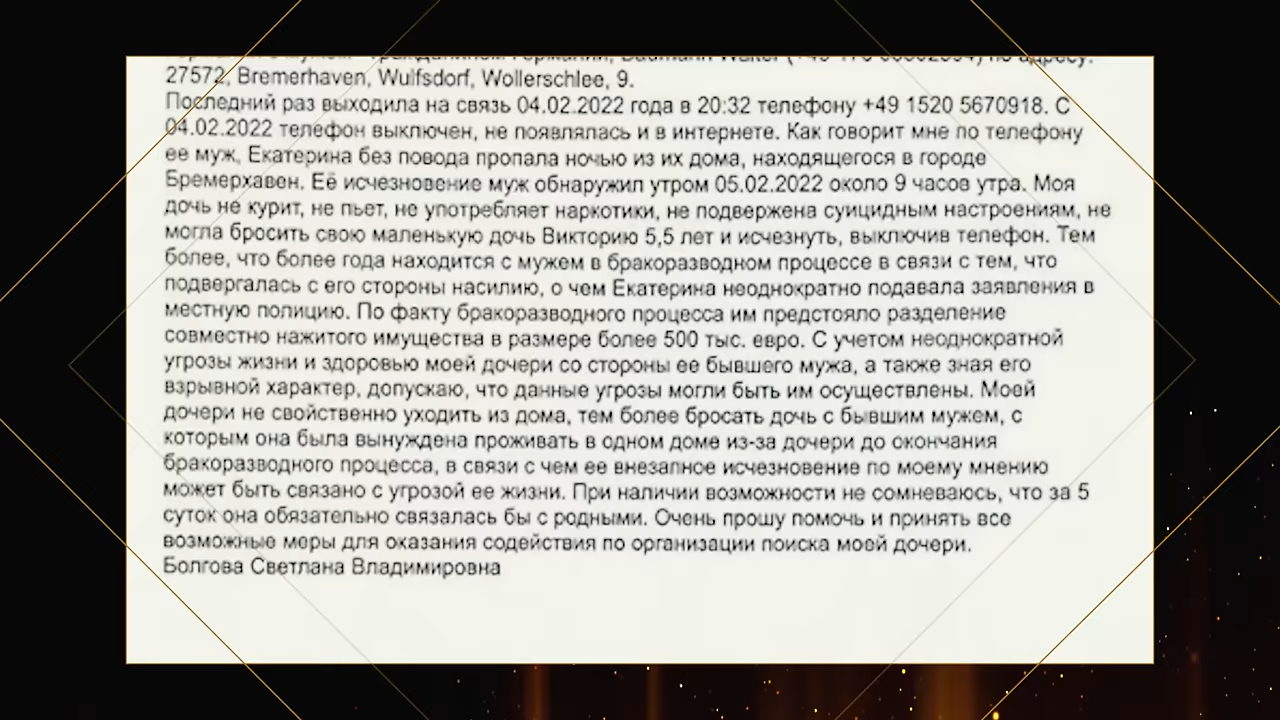 27572, Bremerhaven, Wulfsdorf, Wollerschlee, 9.
Последний раз выходила на связь 04.02.2022 года в 20:32 телефону +49 1520 5670918. С
04.02.2022 телефон выключен, не появлялась и в интернете. Как говорит мне по телефону
ее муж, Екатерина без повода пропала ночью из их дома, находящегося в городе
Бремерхавен. Её исчезновение муж обнаружил утром 05.02.2022 около 9 часов утра. Моя
дочь не курит, не пьет, не употребляет наркотики, не подвержена суицидным настроениям, не
могла бросить свою маленькую дочь Викторию 5,5 лет и исчезнуть, выключив телефон. Тем
более, что более года находится с мужем в бракоразводном процессе в связи с тем, что
подвергалась с его стороны насилию, о чем Екатерина неоднократно подавала заявления в
местную полицию. По факту бракоразводного процесса им предстояло разделение
совместно нажитого имущества в размере более 500 тыс. евро. С учетом неоднократной
угрозы жизни и здоровью моей дочери со стороны ее бывшего мужа, а также зная его
взрывной характер, допускаю, что данные угрозы могли быть им осуществлены. Моей
дочери не свойственно уходить из дома, тем более бросать дочь с бывшим мужем, с
которым она была вынуждена проживать в одном доме из-за дочери до окончания
бракоразводного процесса, в связи с чем ее внезапное исчезновение по моему мнению
может быть связано с угрозой ее жизни. При наличии возможности не сомневаюсь, что за 5
суток она обязательно связалась бы с родными. Очень прошу помочь и принять все
возможные меры для оказания содействия по организации поиска моей дочери.
Болгова Светлана Владимировна